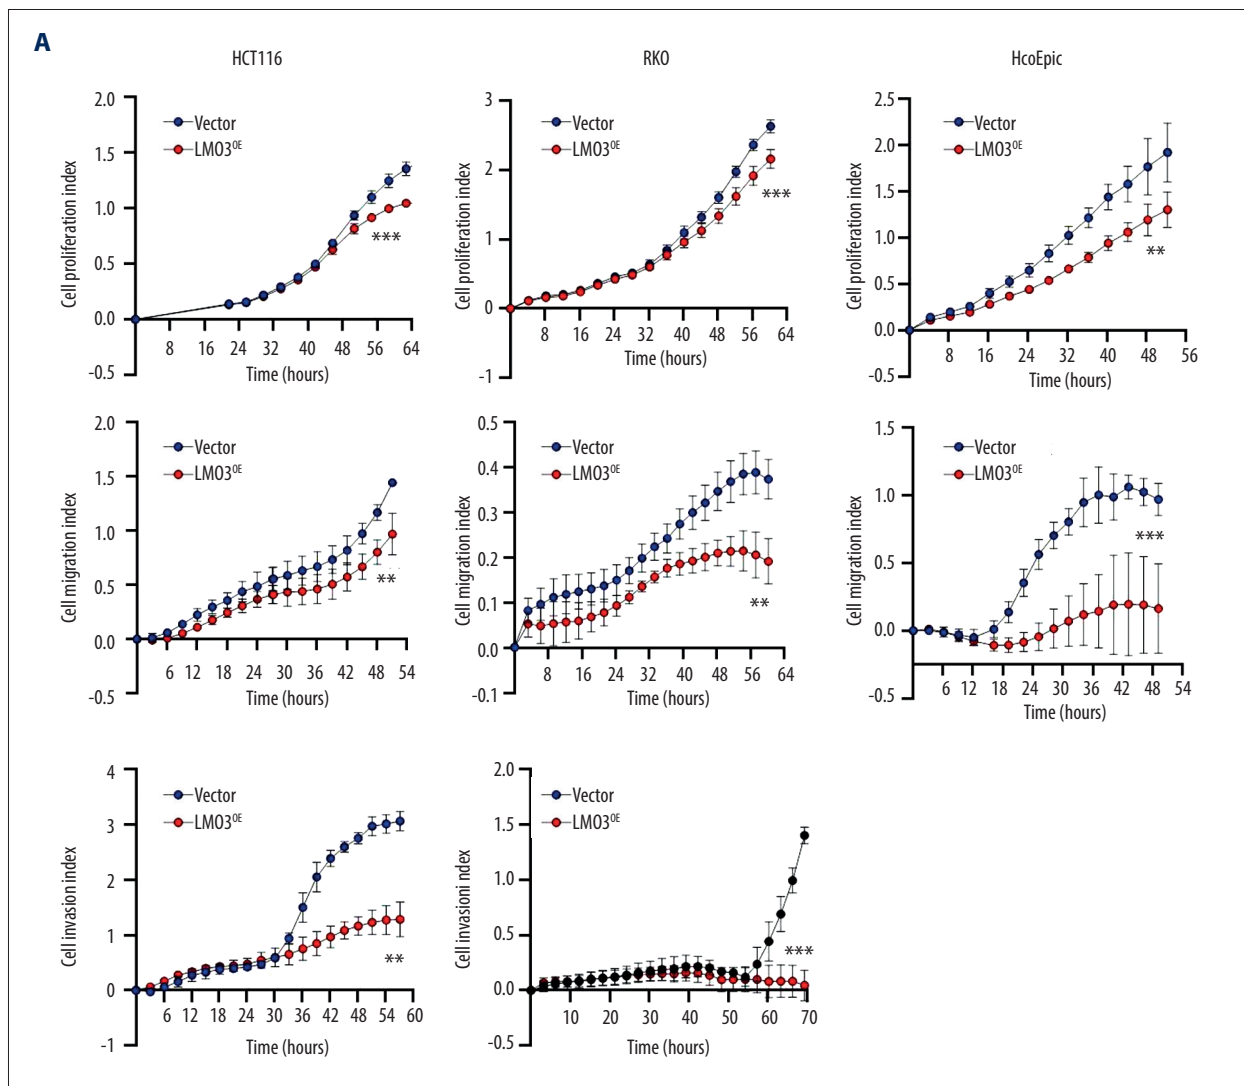 A
HCT116
RKO
HcoEpic
Cell proliferation index
2.0
1.5
1.0
0.5
0.0
-0.5
Vector
LMO3OE
***
8 16 24 32 40 48 56 64
Time (hours)
Cell proliferation index
3
2
1
0
-1
Vector
LMO3OE
***
8 16 24 32 40 48 56 64
Time (hours)
Cell proliferation index
2.5
2.0
1.5
1.0
0.5
0.0
-0.5
Vector
LMO3OE
**
8 16 24 32 40 48 56
Time (hours)
Cell migration index
2.0
1.5
1.0
0.5
0.0
-0.5
Vector
LMO3OE
**
6 12 18 24 30 36 42 52
Time (hours)
Cell migration index
0.5
0.4
0.3
0.2
0.1
0.0
-0.1
Vector
LMO3OE
**
8 16 24 32 40 48 56 64
Time (hours)
Cell migration index
1.5
1.0
0.5
0.0
-0.5
Vector
LMO3OE
***
6 12 18 24 30 36 42 48 54
Time (hours)
Cell invasion index
4
3
2
1
0
-1
Vector
LMO3OE
**
6 12 18 24 30 36 42 48 54 60
Time (hours)
Cell invasioni ndex
2.0
1.5
1.0
0.5
0.0
-0.5
Vector
LMO3OE
***
10 20 30 40 50 60 70
Time (hours)